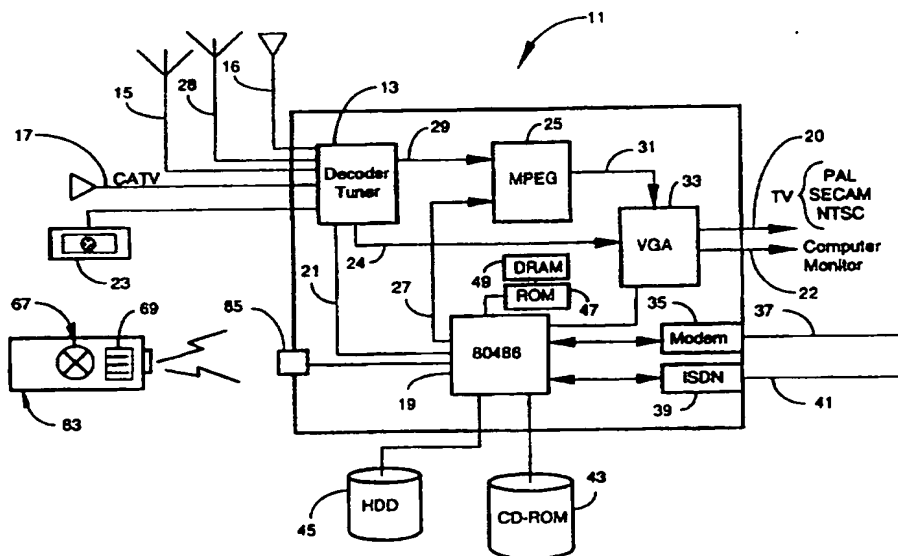 11
15
28
16
13
29
25
31
33
20
17
CATV
Decoder
Tuner
MPEG
TV
PAL
SECAM
NTSC
VGA
Computer
Monitor
23
21
24
27
49
DRAM
ROM
47
35
22
37
67
69
65
80486
Modem
ISDN
19
39
41
63
45
HDD
CD-ROM
43